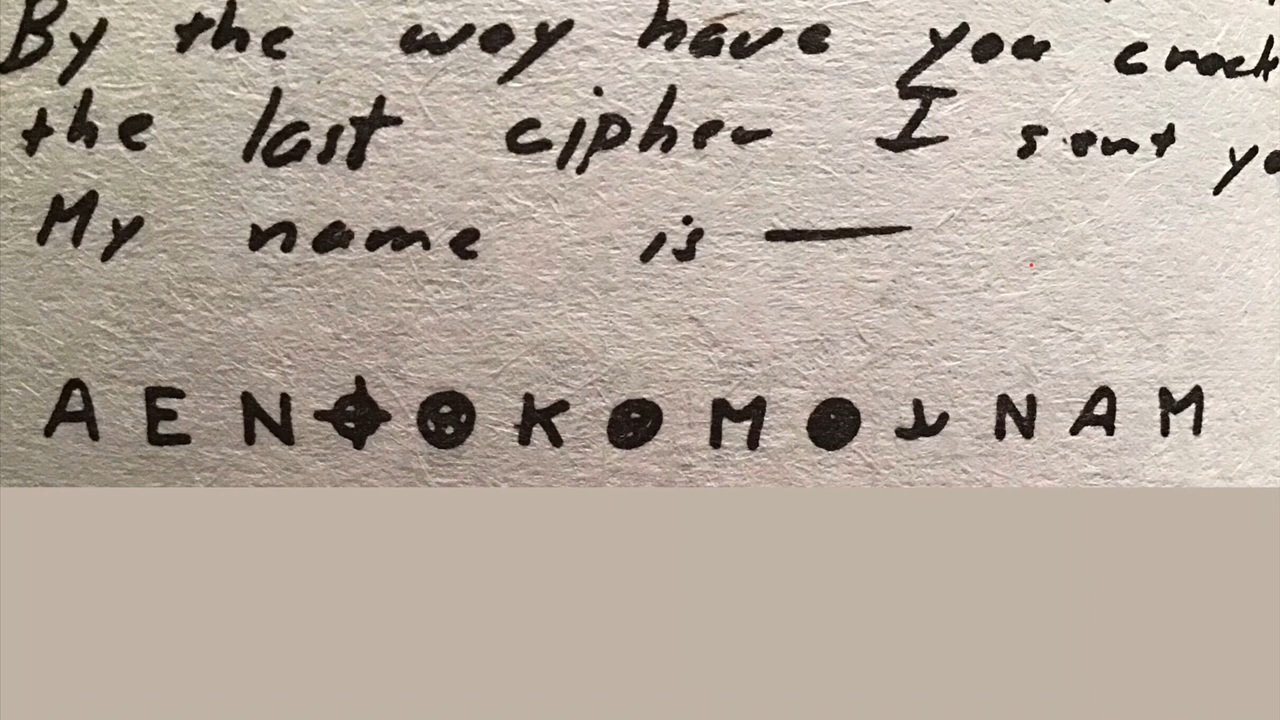 By the way have you crack
the last cipher I sent yo
My name is —
A E N ⌖ ⊗ K ⊗ M ⊗ ⅃ N A M